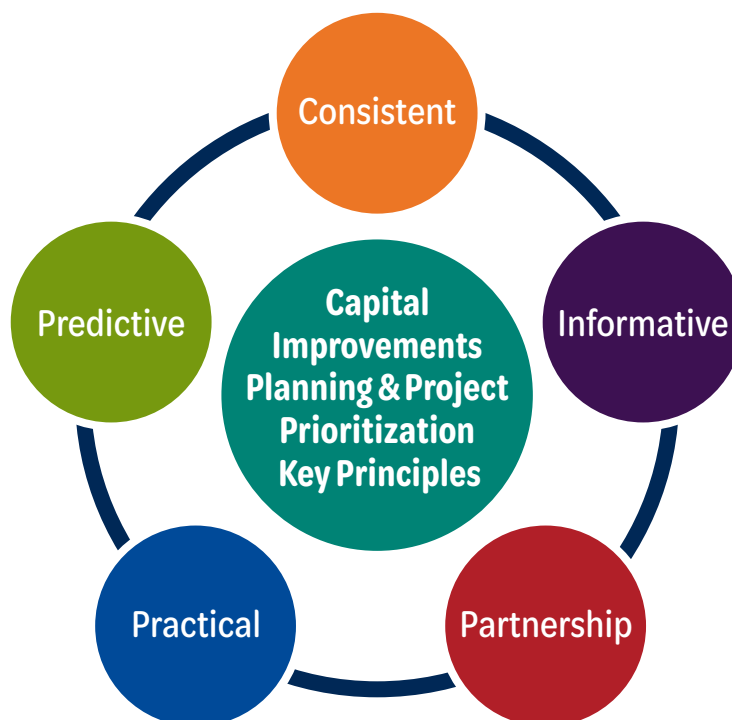 Consistent
Predictive
Informative
Capital
Improvements
Planning & Project
Prioritization
Key Principles
Practical
Partnership